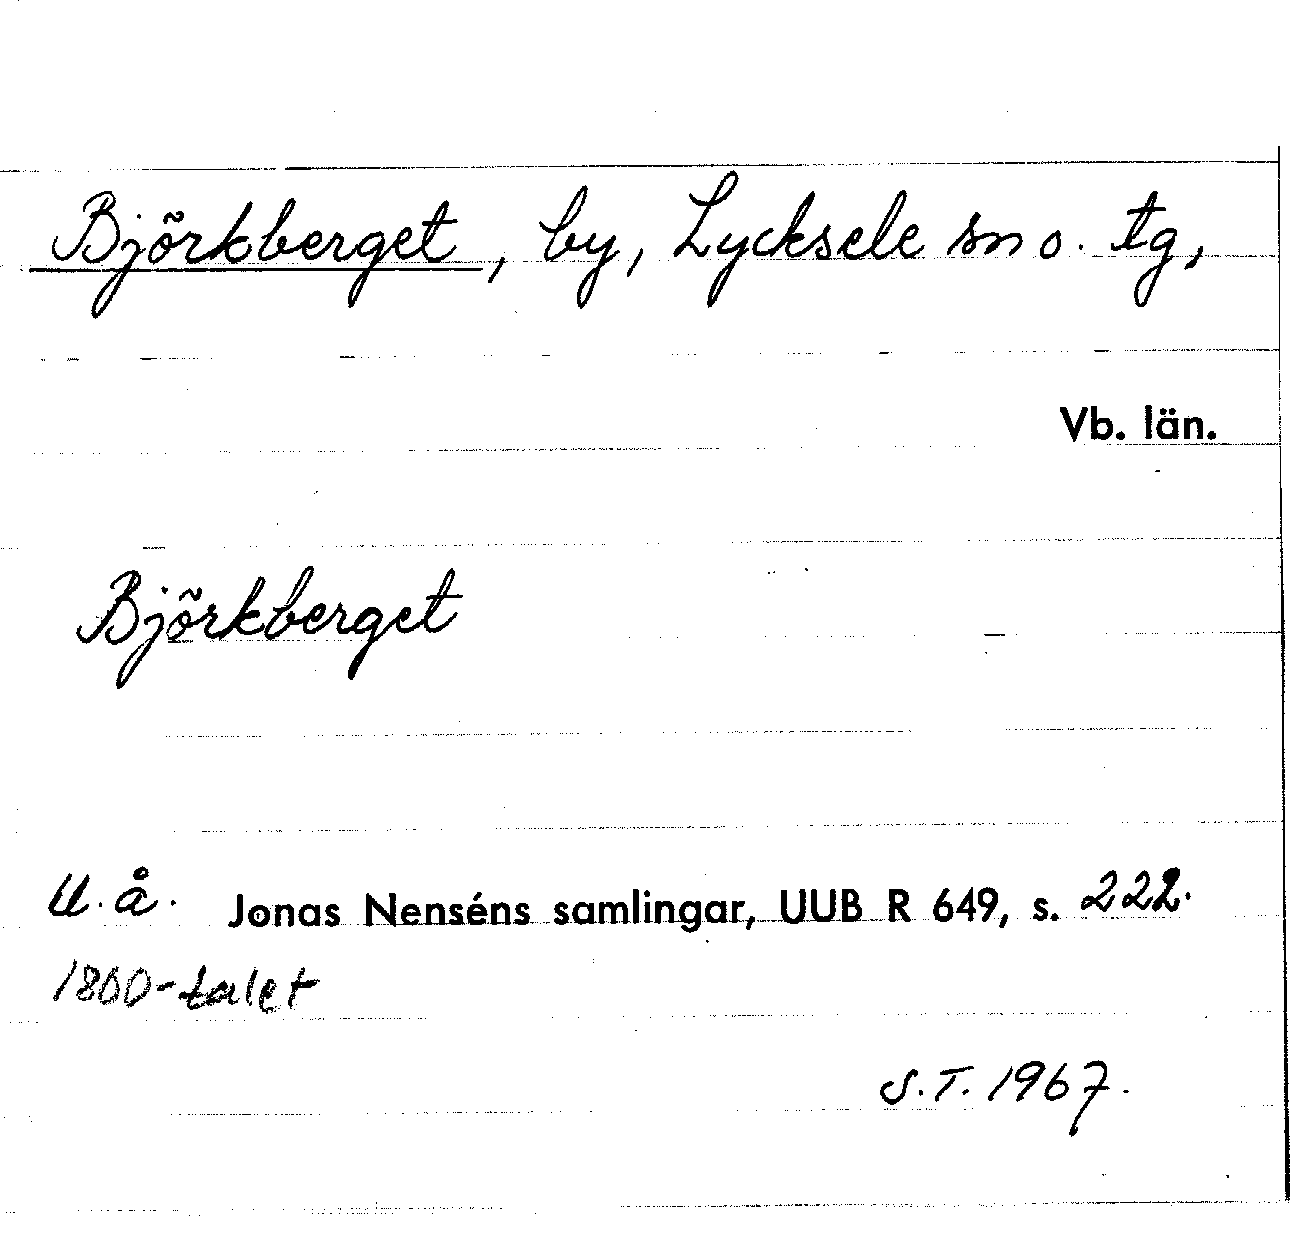 Björkberget, by, Lycksele sn o. tg,
Vb. län.
Björkberget
U.å. Jonas Nenséns samlingar, UUB R 649, s. 222.
1800-talet
S.T. 1967.